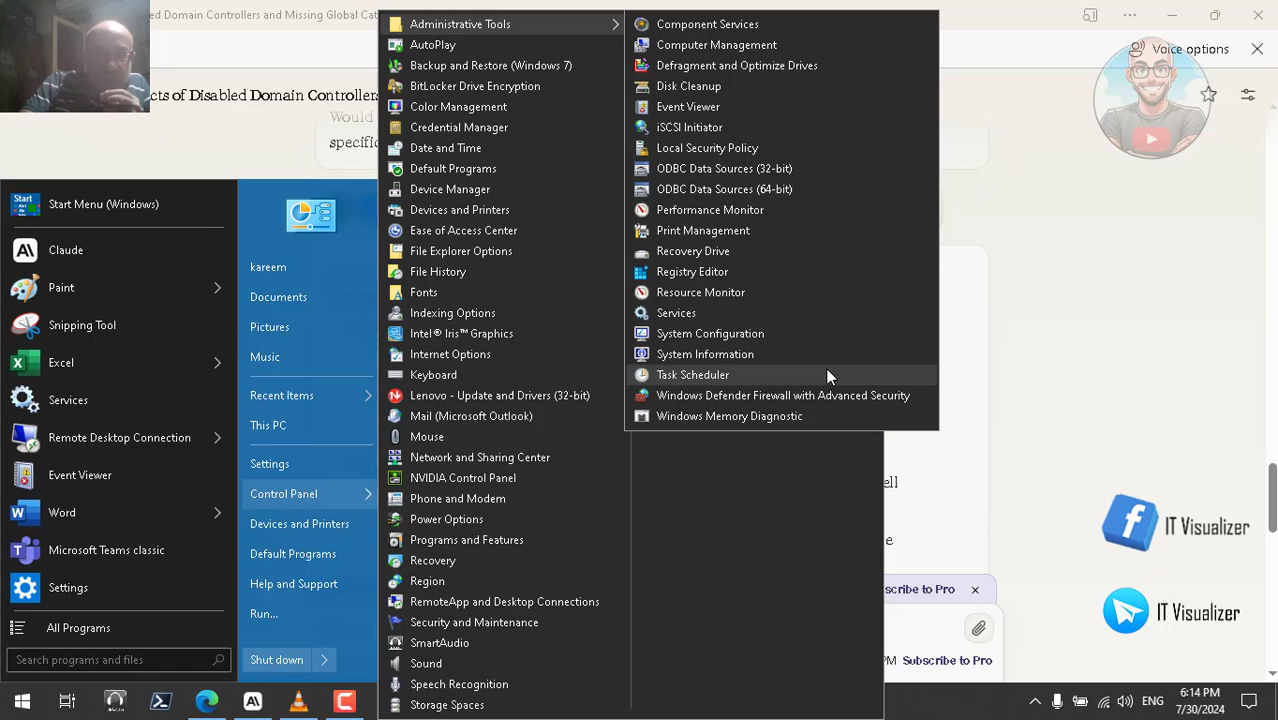 ed Domain Controllers and Missing Global Cat
Voice options
cts of Disabled Domain Controllers
Would
specific
Start Menu (Windows)
Claude
Paint
Snipping Tool
Excel
Services
Remote Desktop Connection
Event Viewer
Word
Microsoft Teams classic
Settings
All Programs
Search programs and files
kareem
Documents
Pictures
Music
Recent Items
This PC
Settings
Control Panel
Devices and Printers
Default Programs
Help and Support
Run...
Shut down
Administrative Tools
AutoPlay
Backup and Restore (Windows 7)
BitLocker Drive Encryption
Color Management
Credential Manager
Date and Time
Default Programs
Device Manager
Devices and Printers
Ease of Access Center
File Explorer Options
File History
Fonts
Indexing Options
Intel® Iris™ Graphics
Internet Options
Keyboard
Lenovo - Update and Drivers (32-bit)
Mail (Microsoft Outlook)
Mouse
Network and Sharing Center
NVIDIA Control Panel
Phone and Modem
Power Options
Programs and Features
Recovery
Region
RemoteApp and Desktop Connections
Security and Maintenance
SmartAudio
Sound
Speech Recognition
Storage Spaces
Component Services
Computer Management
Defragment and Optimize Drives
Disk Cleanup
Event Viewer
iSCSI Initiator
Local Security Policy
ODBC Data Sources (32-bit)
ODBC Data Sources (64-bit)
Performance Monitor
Print Management
Recovery Drive
Registry Editor
Resource Monitor
Services
System Configuration
System Information
Task Scheduler
Windows Defender Firewall with Advanced Security
Windows Memory Diagnostic
ell
e
scribe to Pro
PM Subscribe to Pro
IT Visualizer
IT Visualizer
ENG
6:14 PM
7/30/2024